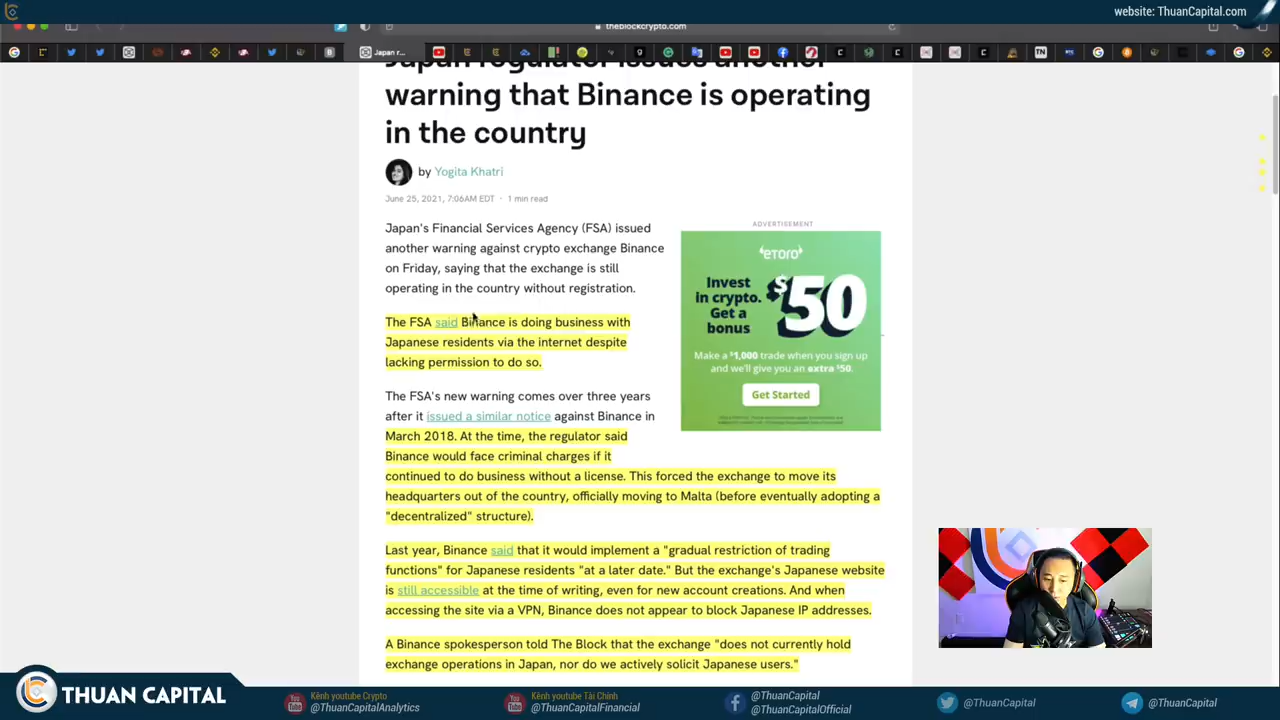 website: ThuanCapital.com
theblockcrypto.com
Japan r...
Japan regulator issues another
warning that Binance is operating
in the country
by Yogita Khatri
June 25, 2021, 7:06AM EDT · 1 min read
Japan's Financial Services Agency (FSA) issued
another warning against crypto exchange Binance
on Friday, saying that the exchange is still
operating in the country without registration.
ADVERTISEMENT
eTORO
Invest
in crypto.
Get a
bonus
$50
Make a $1,000 trade when you sign up
and we'll give you an extra $50.
Get Started
The FSA said Binance is doing business with
Japanese residents via the internet despite
lacking permission to do so.
The FSA's new warning comes over three years
after it issued a similar notice against Binance in
March 2018. At the time, the regulator said
Binance would face criminal charges if it
continued to do business without a license. This forced the exchange to move its
headquarters out of the country, officially moving to Malta (before eventually adopting a
"decentralized" structure).
Last year, Binance said that it would implement a "gradual restriction of trading
functions" for Japanese residents "at a later date." But the exchange's Japanese website
is still accessible at the time of writing, even for new account creations. And when
accessing the site via a VPN, Binance does not appear to block Japanese IP addresses.
A Binance spokesperson told The Block that the exchange "does not currently hold
exchange operations in Japan, nor do we actively solicit Japanese users."
THUAN CAPITAL
Kênh youtube Crypto
@ThuanCapitalAnalytics
Kênh youtube Tài Chính
@ThuanCapitalFinancial
@ThuanCapital
@ThuanCapitalOfficial
@ThuanCapital
@ThuanCapital